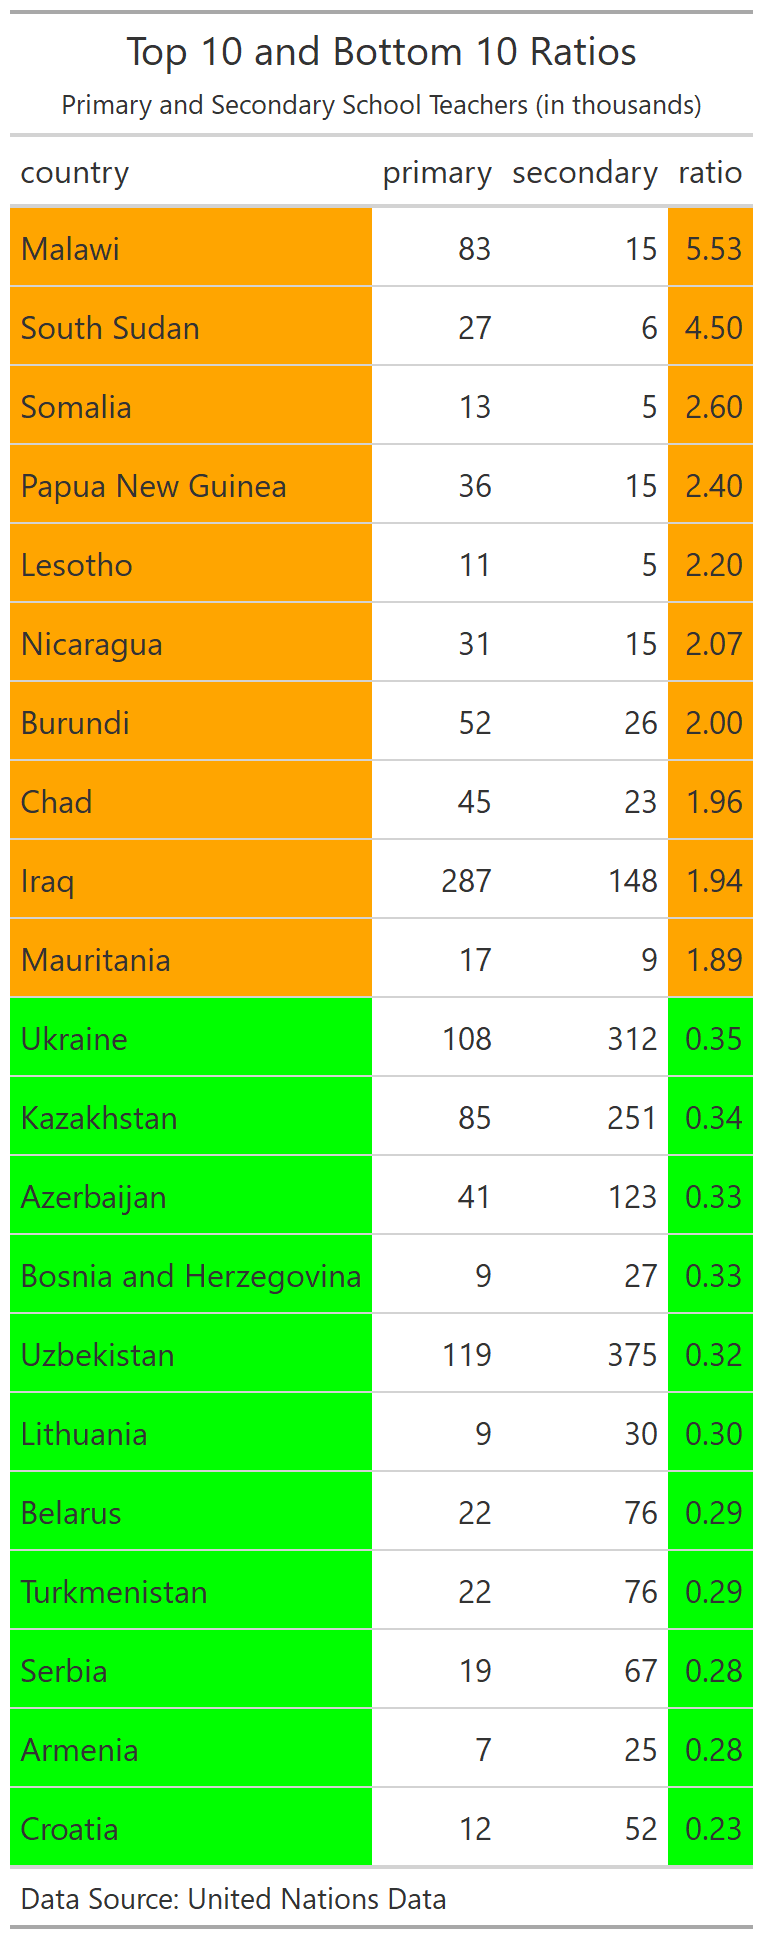 Top 10 and Bottom 10 Ratios
Primary and Secondary School Teachers (in thousands)
country primary secondary ratio
Malawi 83 15 5.53
South Sudan 27 6 4.50
Somalia 13 5 2.60
Papua New Guinea 36 15 2.40
Lesotho 11 5 2.20
Nicaragua 31 15 2.07
Burundi 52 26 2.00
Chad 45 23 1.96
Iraq 287 148 1.94
Mauritania 17 9 1.89
Ukraine 108 312 0.35
Kazakhstan 85 251 0.34
Azerbaijan 41 123 0.33
Bosnia and Herzegovina 9 27 0.33
Uzbekistan 119 375 0.32
Lithuania 9 30 0.30
Belarus 22 76 0.29
Turkmenistan 22 76 0.29
Serbia 19 67 0.28
Armenia 7 25 0.28
Croatia 12 52 0.23
Data Source: United Nations Data